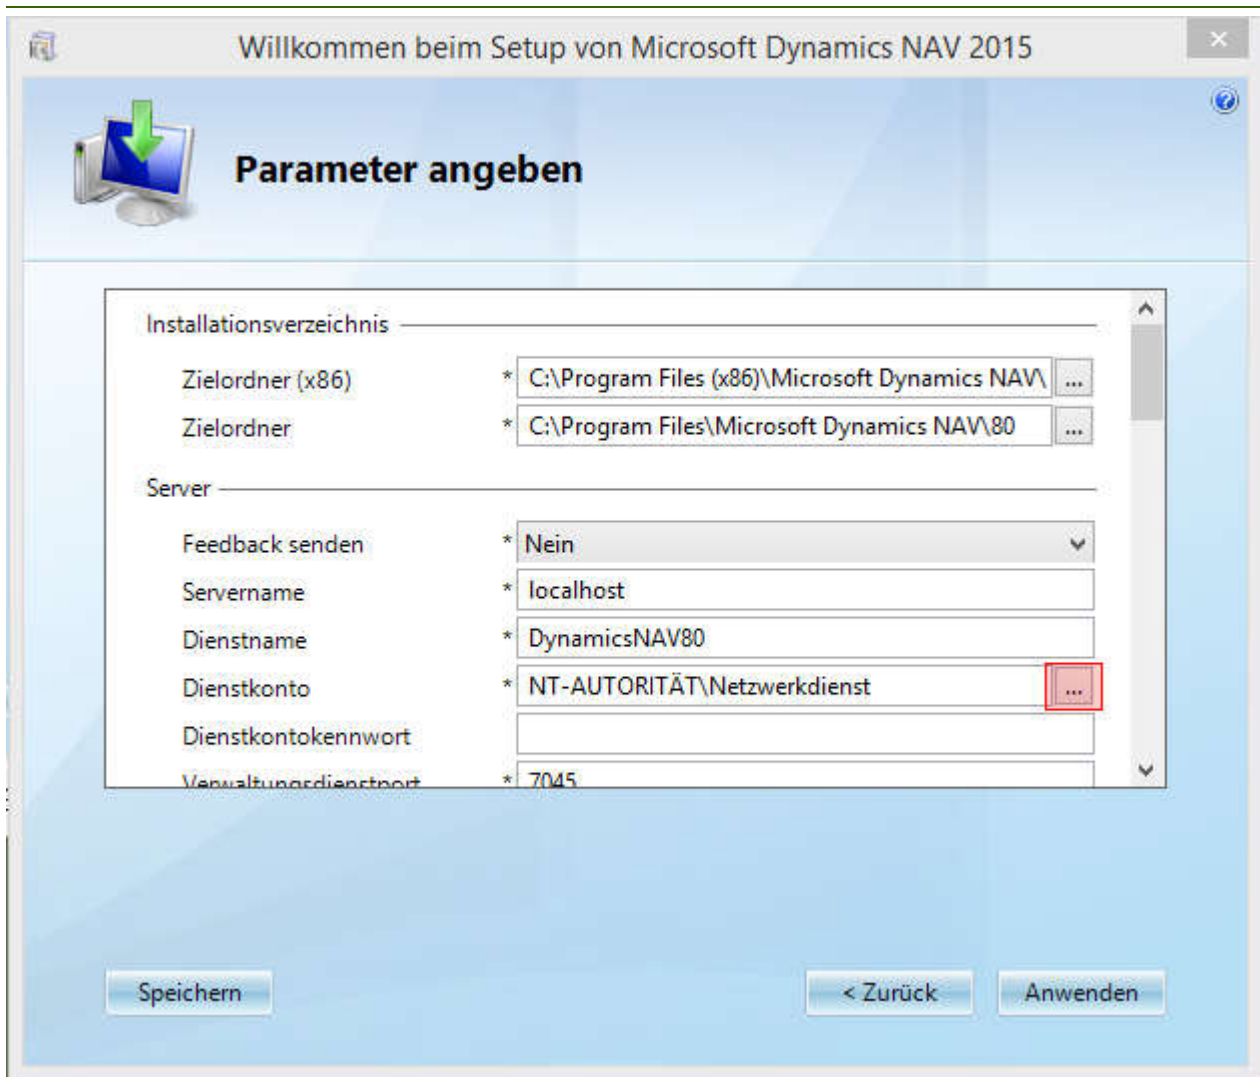 Willkommen beim Setup von Microsoft Dynamics NAV 2015
Parameter angeben
Installationsverzeichnis
Zielordner (x86) * C:\Program Files (x86)\Microsoft Dynamics NAV\ ...
Zielordner * C:\Program Files\Microsoft Dynamics NAV\80 ...
Server
Feedback senden * Nein
Servername * localhost
Dienstname * DynamicsNAV80
Dienstkonto * NT-AUTORITÄT\Netzwerkdienst ...
Dienstkontokennwort
Verwaltungsdienstport * 7045
Speichern < Zurück Anwenden